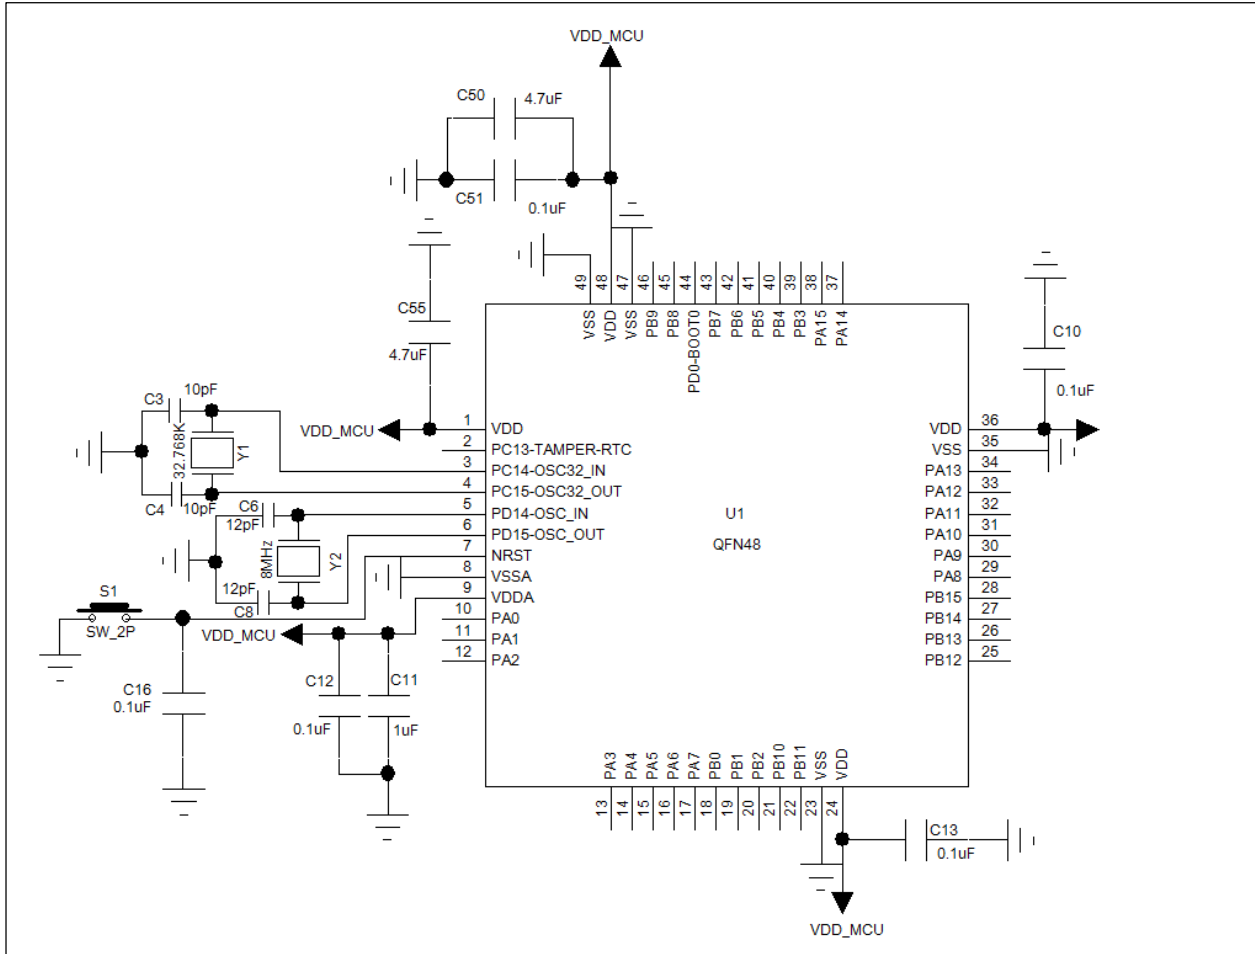 VDD_MCU
C50
4.7uF
C51
0.1uF
49
48
47
46
45
44
43
42
41
40
39
38
37
VSS
VDD
VSS
PB9
PB8
PD0-BOOT0
PB7
PB6
PB5
PB4
PB3
PA15
PA14
C55
4.7uF
C10
0.1uF
VDD_MCU
1
VDD
2
PC13-TAMPER-RTC
3
PC14-OSC32_IN
4
PC15-OSC32_OUT
5
PD14-OSC_IN
6
PD15-OSC_OUT
7
NRST
8
VSSA
9
VDDA
10
PA0
11
PA1
12
PA2
VDD
36
VSS
35
PA13
34
PA12
33
PA11
32
PA10
31
PA9
30
PA8
29
PB15
28
PB14
27
PB13
26
PB12
25
U1
QFN48
C3
10pF
32.768K
Y1
C4
10pF
C6
12pF
8MHz
Y2
12pF
C8
S1
SW_2P
VDD_MCU
C16
0.1uF
C12
0.1uF
C11
1uF
PA3
PA4
PA5
PA6
PA7
PB0
PB1
PB2
PB10
PB11
VSS
VDD
13
14
15
16
17
18
19
20
21
22
23
24
C13
0.1uF
VDD_MCU